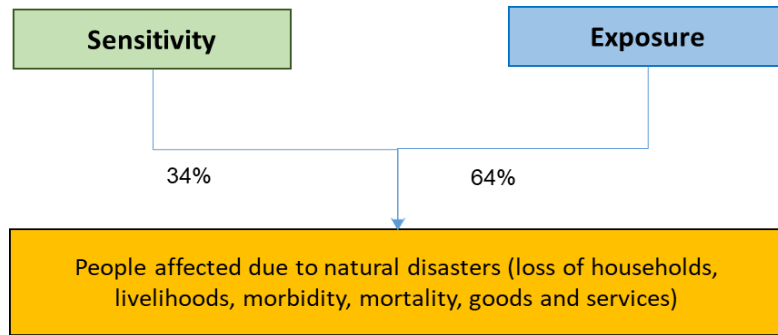 Sensitivity
Exposure
34%
64%
People affected due to natural disasters (loss of households,
livelihoods, morbidity, mortality, goods and services)